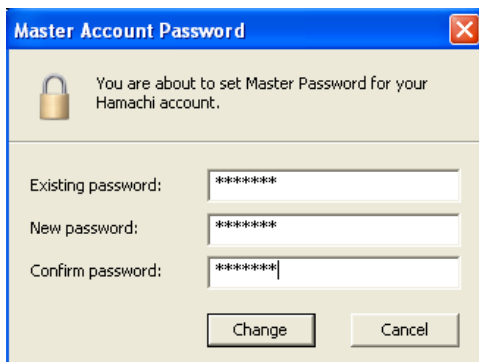 Master Account Password
You are about to set Master Password for your
Hamachi account.
Existing password: *******
New password: *******
Confirm password: *******
Change Cancel